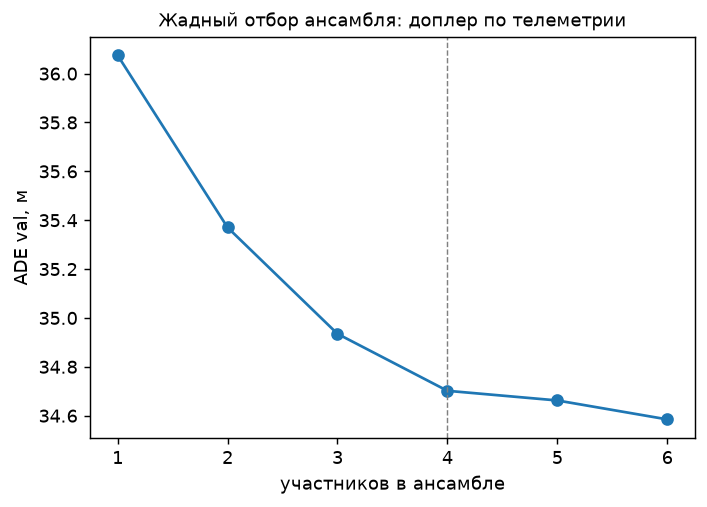 Жадный отбор ансамбля: доплер по телеметрии
ADE val, м
36.0
35.8
35.6
35.4
35.2
35.0
34.8
34.6
1 2 3 4 5 6
участников в ансамбле